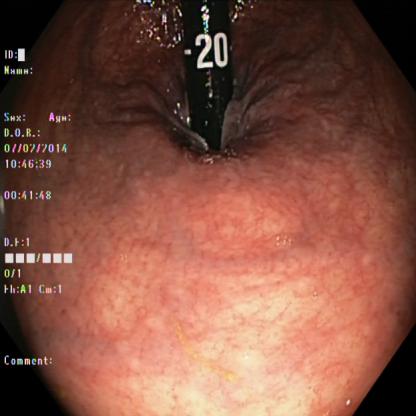 -20
ID:
Name:
Sex: Age:
D.O.B.:
07/07/2014
10:46:39
00:41:48
D.F:1
■■■/■■■
0/1
Eh:A1 Cm:1
Comment: